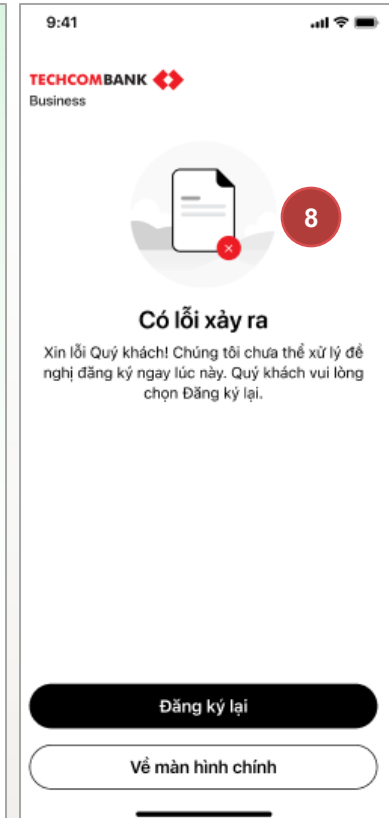 9:41
TECHCOMBANK
Business
8
Có lỗi xảy ra
Xin lỗi Quý khách! Chúng tôi chưa thể xử lý đề
nghị đăng ký ngay lúc này. Quý khách vui lòng
chọn Đăng ký lại.
Đăng ký lại
Về màn hình chính